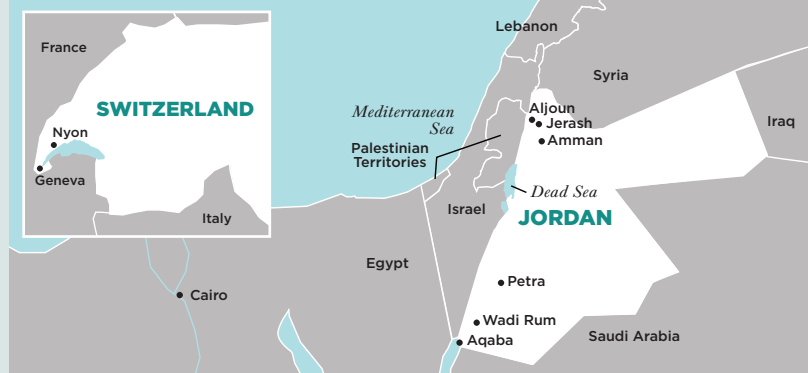 France
SWITZERLAND
Nyon
Geneva
Italy
Lebanon
Syria
Iraq
Mediterranean
Sea
Palestinian
Territories
Aljoun
Jerash
Amman
Dead Sea
Israel
JORDAN
Egypt
Petra
Cairo
Wadi Rum
Aqaba
Saudi Arabia